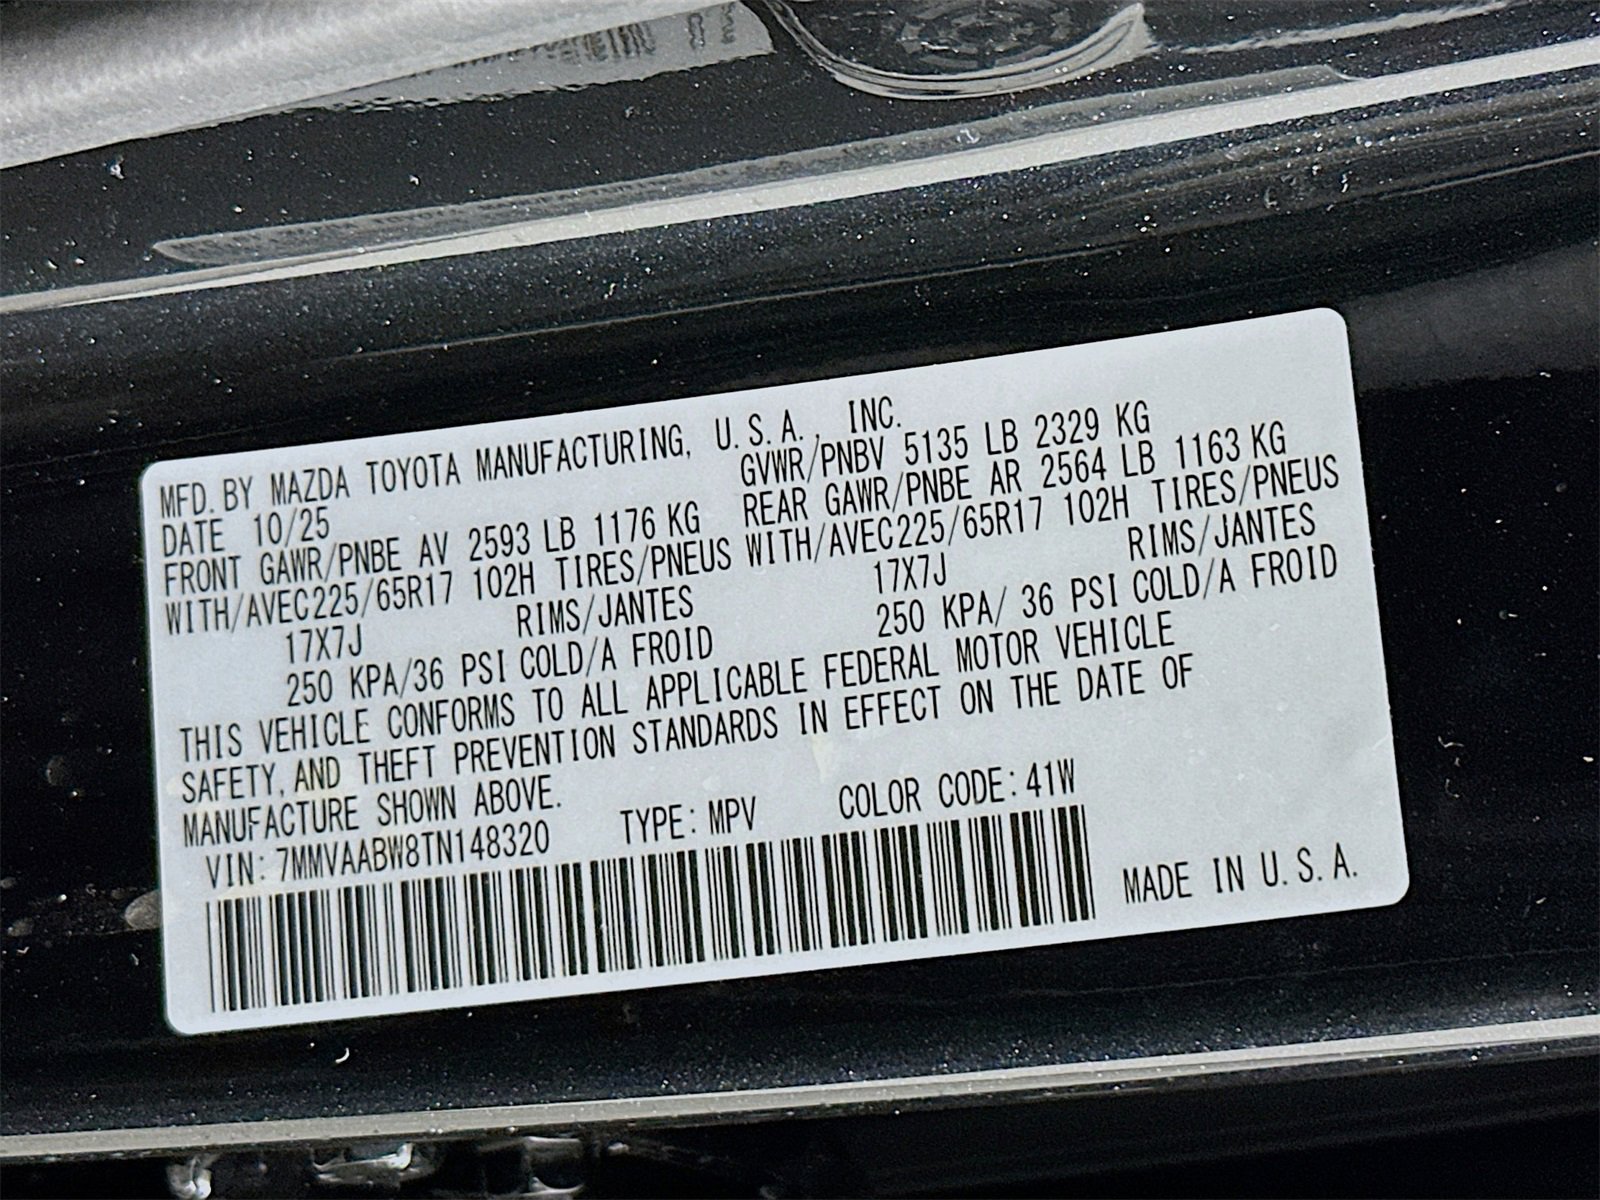 MFD. BY MAZDA TOYOTA MANUFACTURING, U.S.A., INC.
DATE 10/25 GVWR/PNBV 5135 LB 2329 KG
FRONT GAWR/PNBE AV 2593 LB 1176 KG REAR GAWR/PNBE AR 2564 LB 1163 KG
WITH/AVEC225/65R17 102H TIRES/PNEUS WITH/AVEC225/65R17 102H TIRES/PNEUS
17X7J RIMS/JANTES 17X7J RIMS/JANTES
250 KPA/36 PSI COLD/A FROID 250 KPA/ 36 PSI COLD/A FROID
THIS VEHICLE CONFORMS TO ALL APPLICABLE FEDERAL MOTOR VEHICLE
SAFETY, AND THEFT PREVENTION STANDARDS IN EFFECT ON THE DATE OF
MANUFACTURE SHOWN ABOVE.
VIN: 7MMVAABW8TN148320 TYPE: MPV COLOR CODE: 41W
MADE IN U.S.A.